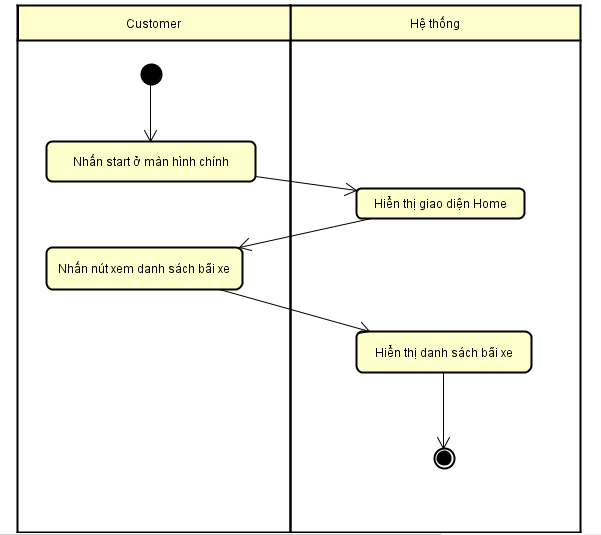 Customer
Hệ thống
Nhấn start ở màn hình chính
Hiển thị giao diện Home
Nhấn nút xem danh sách bãi xe
Hiển thị danh sách bãi xe